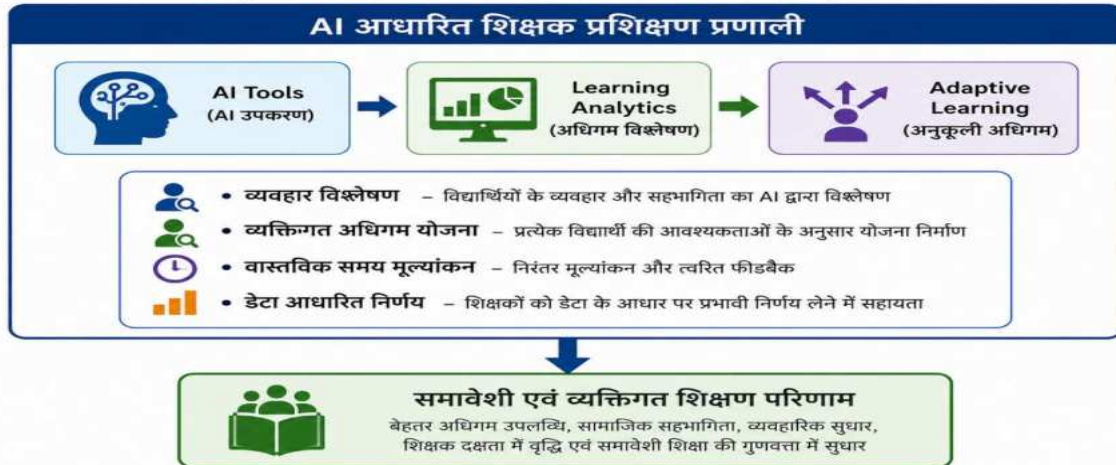 AI आधारित शिक्षक प्रशिक्षण प्रणाली
AI Tools
(AI उपकरण)
Learning
Analytics
(अधिगम विश्लेषण)
Adaptive
Learning
(अनुकूली अधिगम)
• व्यवहार विश्लेषण – विद्यार्थियों के व्यवहार और सहभागिता का AI द्वारा विश्लेषण
• व्यक्तिगत अधिगम योजना – प्रत्येक विद्यार्थी की आवश्यकताओं के अनुसार योजना निर्माण
• वास्तविक समय मूल्यांकन – निरंतर मूल्यांकन और त्वरित फीडबैक
• डेटा आधारित निर्णय – शिक्षकों को डेटा के आधार पर प्रभावी निर्णय लेने में सहायता
समावेशी एवं व्यक्तिगत शिक्षण परिणाम
बेहतर अधिगम उपलब्धि, सामाजिक सहभागिता, व्यवहारिक सुधार,
शिक्षक दक्षता में वृद्धि एवं समावेशी शिक्षा की गुणवत्ता में सुधार